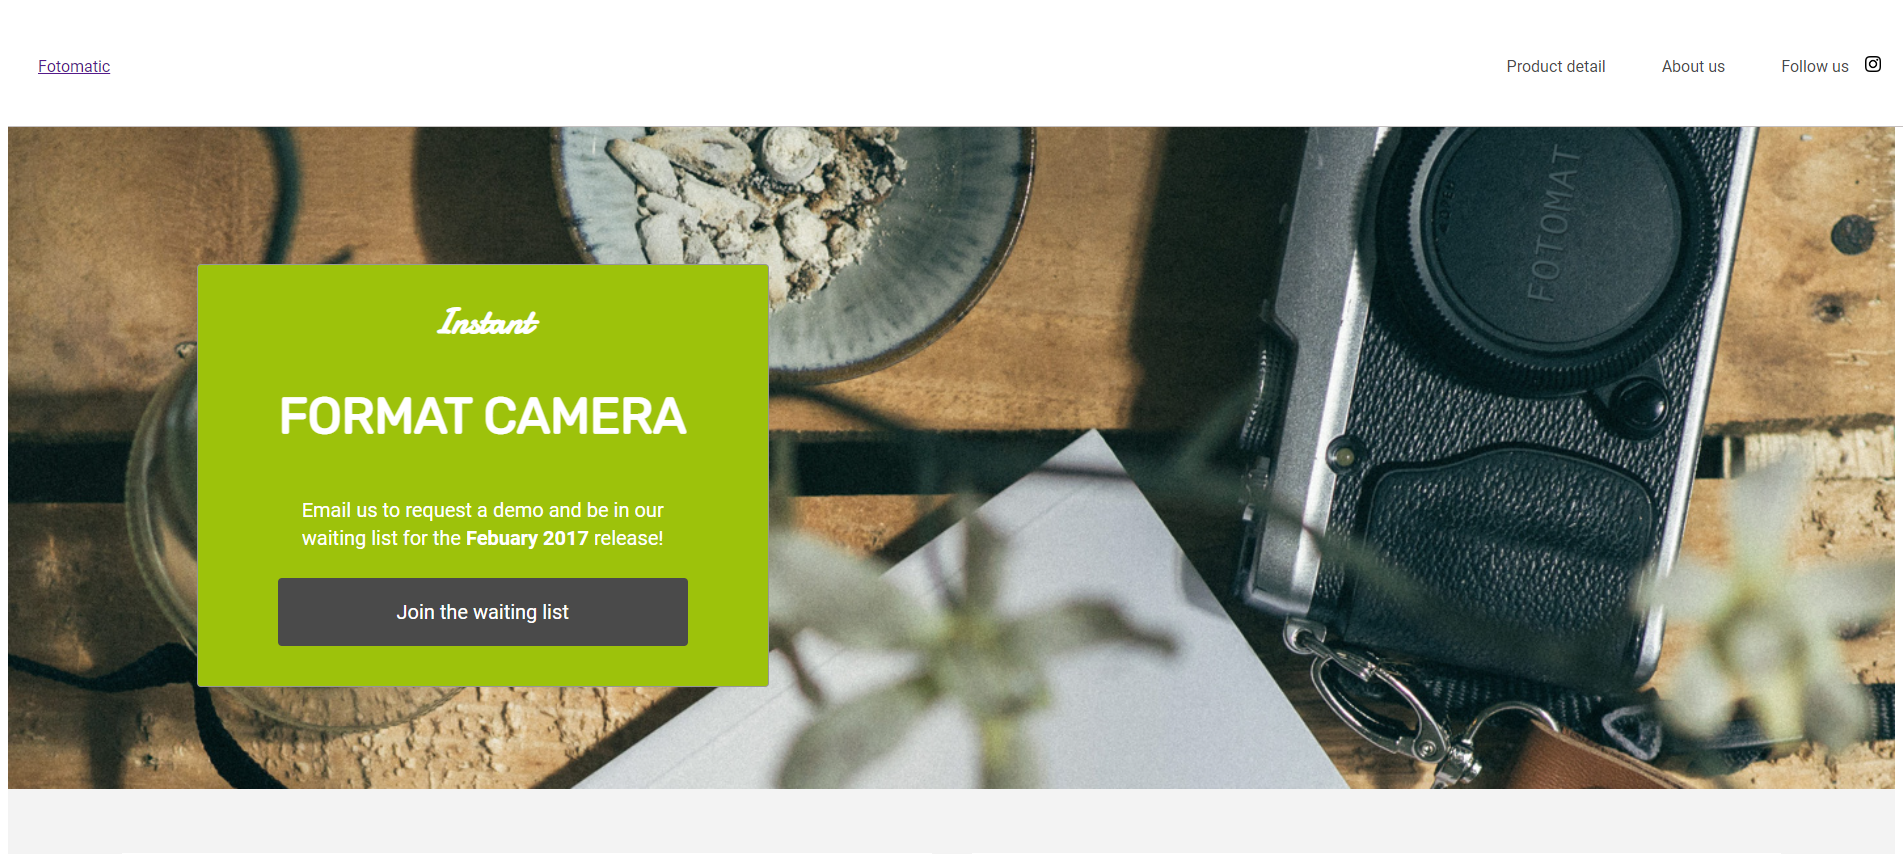 Fotomatic
Product detail
About us
Follow us
FOTOMAT
Instant
FORMAT CAMERA
Email us to request a demo and be in our
waiting list for the Febuary 2017 release!
Join the waiting list